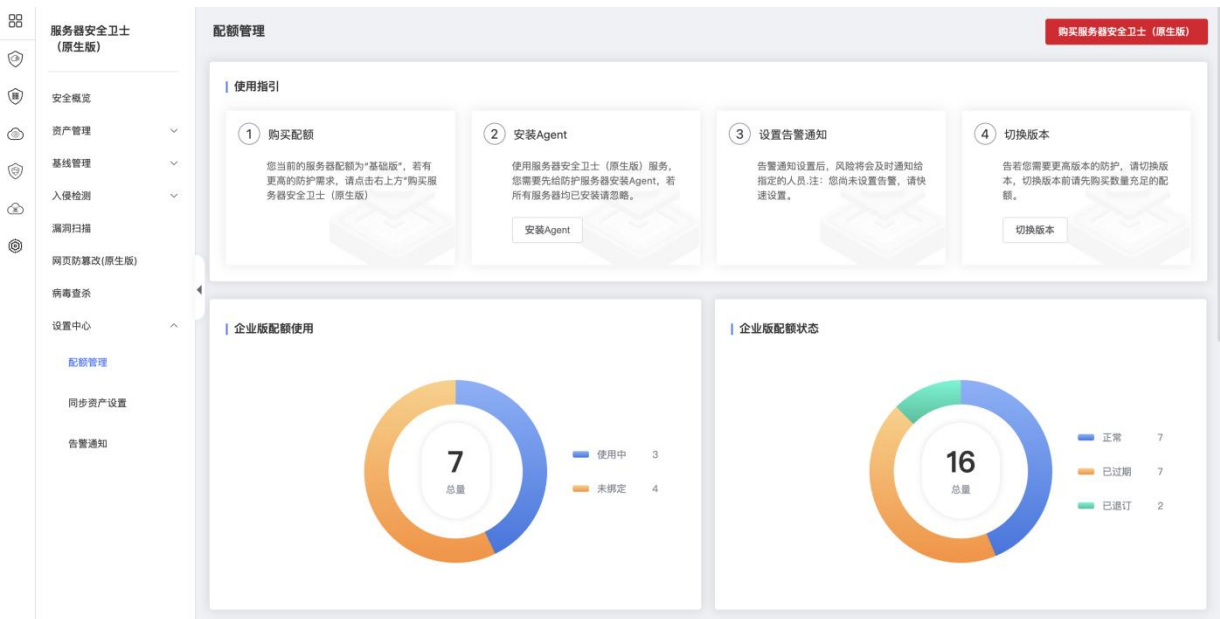 服务器安全卫士
（原生版）
安全概览
资产管理
基线管理
入侵检测
漏洞扫描
网页防篡改(原生版)
病毒查杀
设置中心
配额管理
同步资产设置
告警通知
配额管理
购买服务器安全卫士（原生版）
使用指引
1 购买配额
您当前的服务器配额为“基础版”，若有
更高的防护需求，请点击右上方“购买服
务器安全卫士（原生版）
2 安装Agent
使用服务器安全卫士（原生版）服务，
您需要先给防护服务器安装Agent，若
所有服务器均已安装请忽略。
安装Agent
3 设置告警通知
告警通知设置后，风险将会及时通知给
指定的人员.注：您尚未设置告警，请快
速设置。
4 切换版本
告若您需要更高版本的防护，请切换版
本，切换版本前请先购买数量充足的配
额。
切换版本
企业版配额使用
7
总量
使用中 3
未绑定 4
企业版配额状态
16
总量
正常 7
已过期 7
已退订 2